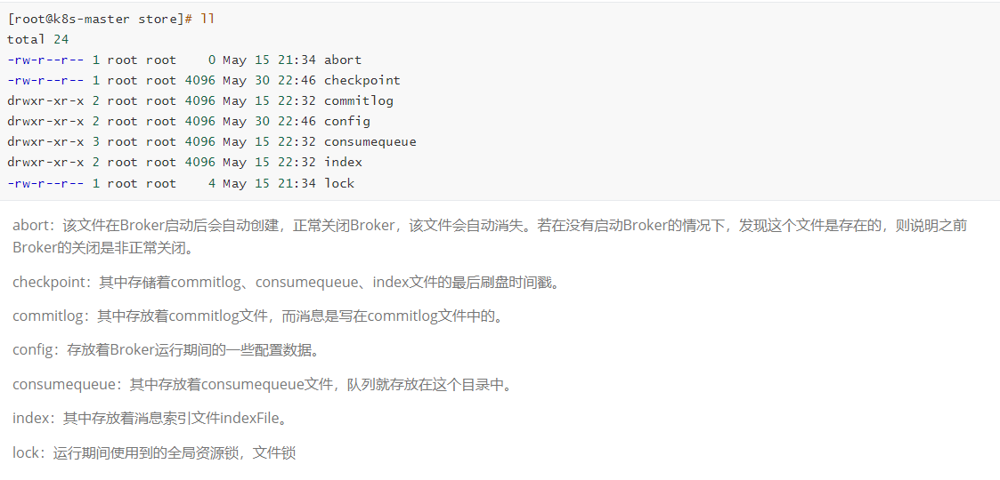 [root@k8s-master store]# ll
total 24
-rw-r--r-- 1 root root    0 May 15 21:34 abort
-rw-r--r-- 1 root root 4096 May 30 22:46 checkpoint
drwxr-xr-x 2 root root 4096 May 15 22:32 commitlog
drwxr-xr-x 2 root root 4096 May 30 22:46 config
drwxr-xr-x 3 root root 4096 May 15 22:32 consumequeue
drwxr-xr-x 2 root root 4096 May 15 22:32 index
-rw-r--r-- 1 root root    4 May 15 21:34 lock
abort：该文件在Broker启动后会自动创建，正常关闭Broker，该文件会自动消失。若在没有启动Broker的情况下，发现这个文件是存在的，则说明之前
Broker的关闭是非正常关闭。
checkpoint：其中存储着commitlog、consumequeue、index文件的最后刷盘时间戳。
commitlog：其中存放着commitlog文件，而消息是写在commitlog文件中的。
config：存放着Broker运行期间的一些配置数据。
consumequeue：其中存放着consumequeue文件，队列就存放在这个目录中。
index：其中存放着消息索引文件indexFile。
lock：运行期间使用到的全局资源锁，文件锁